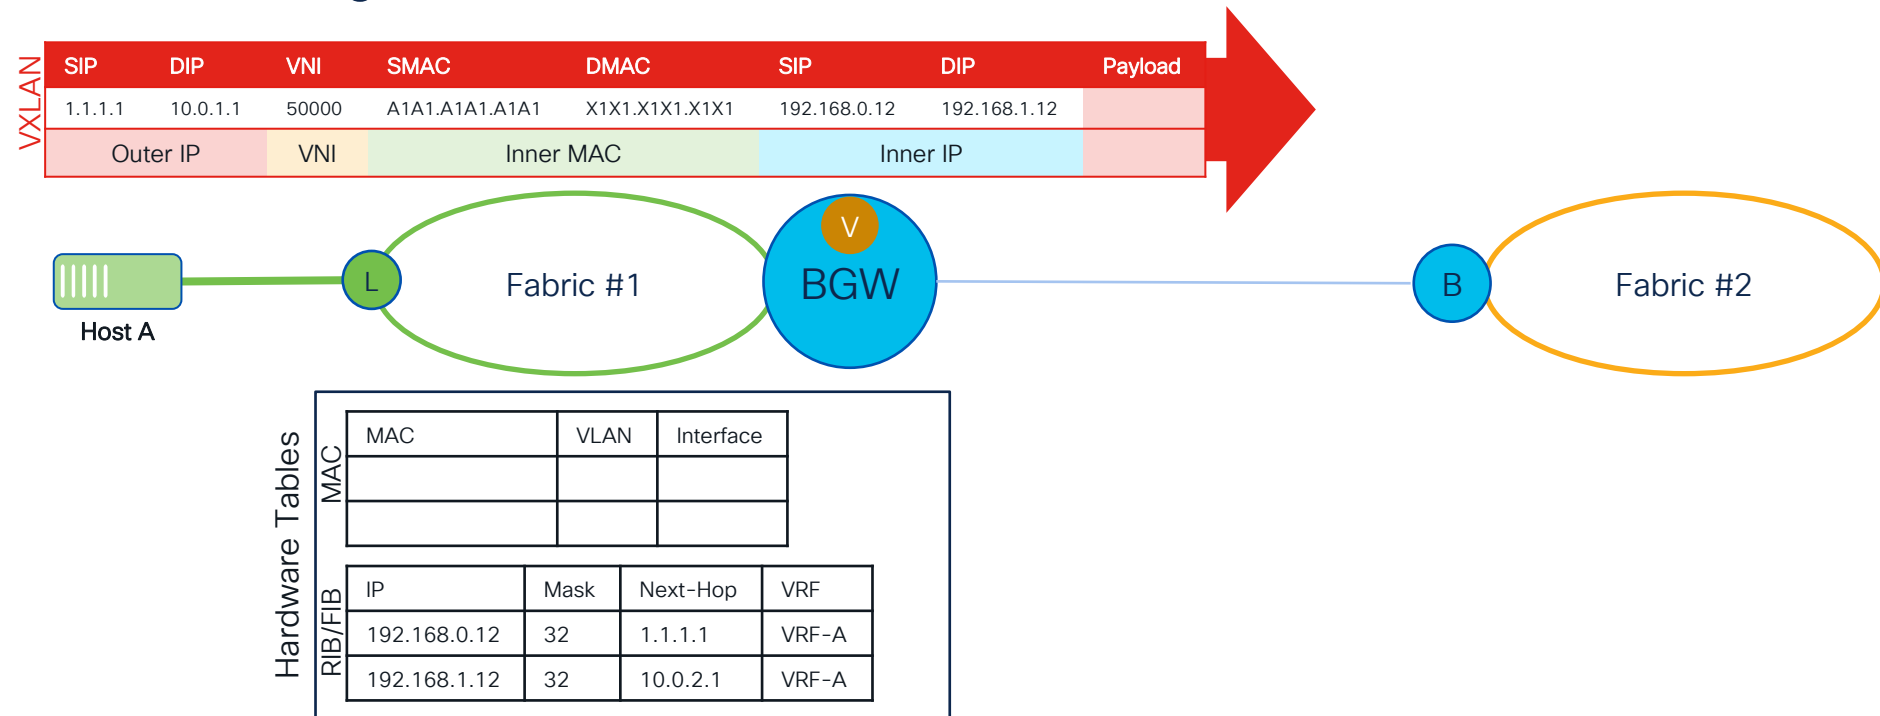 VXLAN
SIP DIP VNI SMAC DMAC SIP DIP Payload
1.1.1.1 10.0.1.1 50000 A1A1.A1A1.A1A1 X1X1.X1X1.X1X1 192.168.0.12 192.168.1.12
Outer IP VNI Inner MAC Inner IP
V
L Fabric #1 BGW B Fabric #2
Host A
Hardware Tables
MAC
MAC VLAN Interface
RIB/FIB
IP Mask Next-Hop VRF
192.168.0.12 32 1.1.1.1 VRF-A
192.168.1.12 32 10.0.2.1 VRF-A